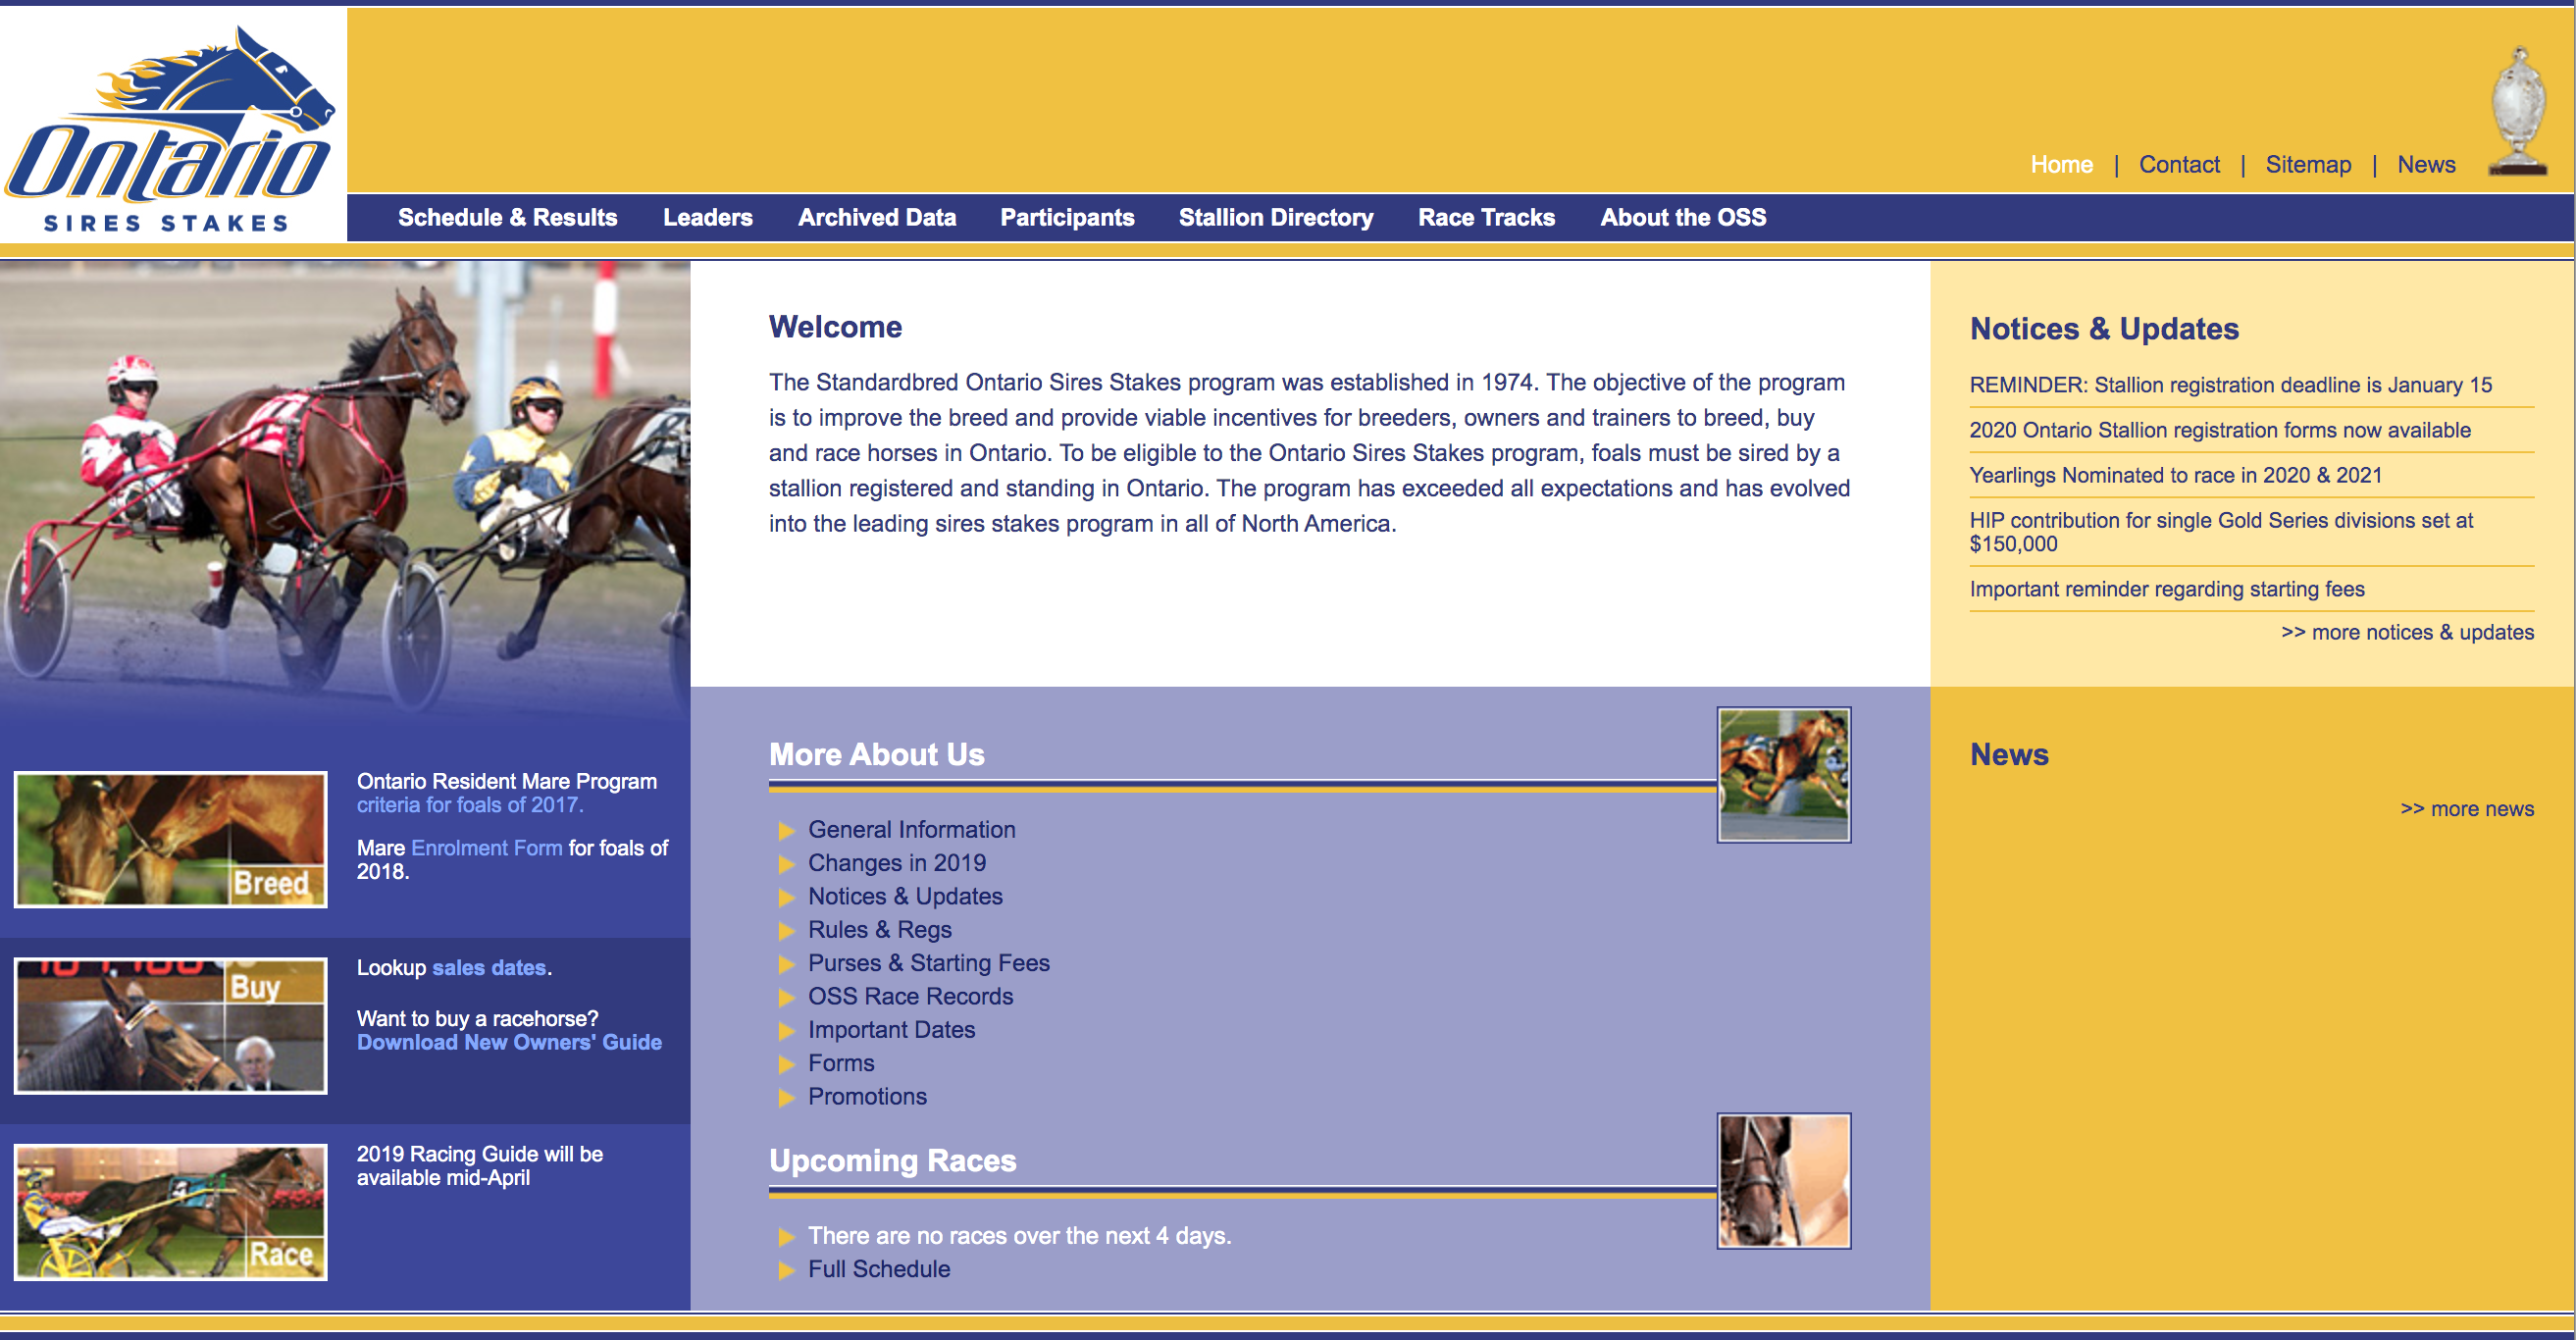 Ontario
SIRES STAKES
Home | Contact | Sitemap | News
Schedule & Results Leaders Archived Data Participants Stallion Directory Race Tracks About the OSS
Welcome
The Standardbred Ontario Sires Stakes program was established in 1974. The objective of the program
is to improve the breed and provide viable incentives for breeders, owners and trainers to breed, buy
and race horses in Ontario. To be eligible to the Ontario Sires Stakes program, foals must be sired by a
stallion registered and standing in Ontario. The program has exceeded all expectations and has evolved
into the leading sires stakes program in all of North America.
Notices & Updates
REMINDER: Stallion registration deadline is January 15
2020 Ontario Stallion registration forms now available
Yearlings Nominated to race in 2020 & 2021
HIP contribution for single Gold Series divisions set at
$150,000
Important reminder regarding starting fees
>> more notices & updates
Breed
Ontario Resident Mare Program
criteria for foals of 2017.
Mare Enrolment Form for foals of
2018.
Buy
Lookup sales dates.
Want to buy a racehorse?
Download New Owners' Guide
Race
2019 Racing Guide will be
available mid-April
More About Us
General Information
Changes in 2019
Notices & Updates
Rules & Regs
Purses & Starting Fees
OSS Race Records
Important Dates
Forms
Promotions
Upcoming Races
There are no races over the next 4 days.
Full Schedule
News
>> more news